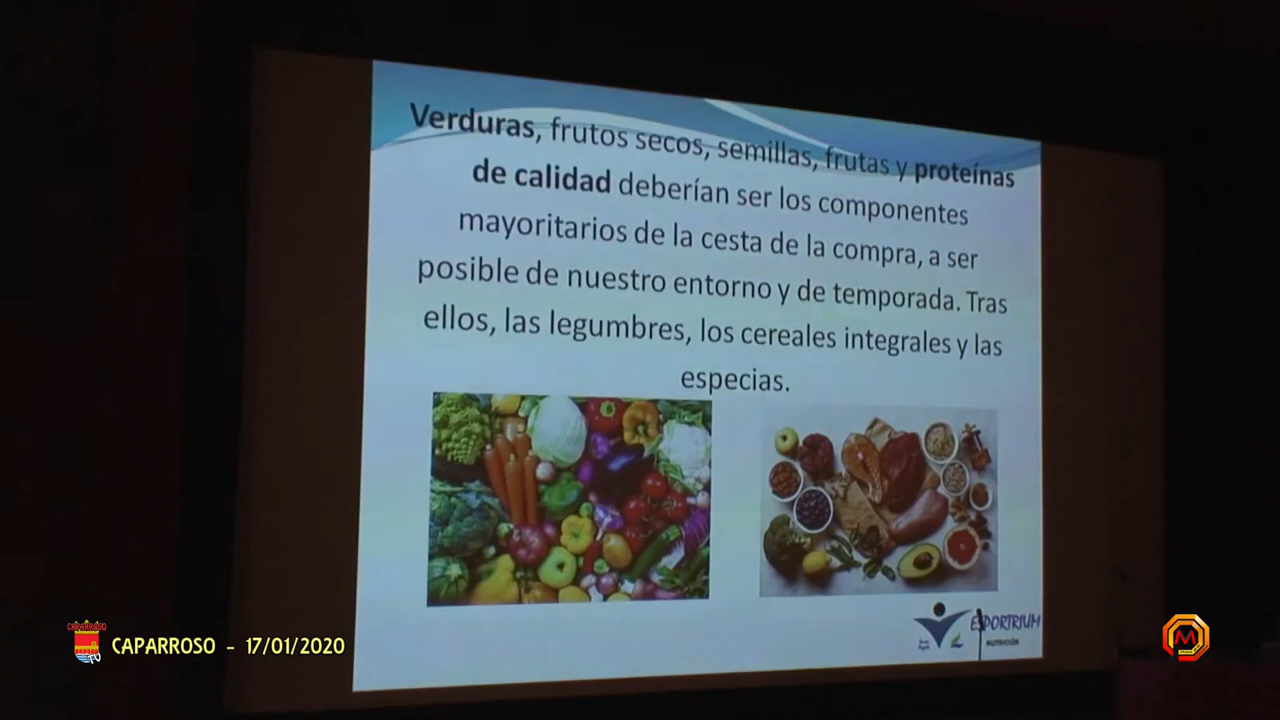 Verduras, frutos secos, semillas, frutas y proteínas
de calidad deberían ser los componentes
mayoritarios de la cesta de la compra, a ser
posible de nuestro entorno y de temporada. Tras
ellos, las legumbres, los cereales integrales y las
especias.
ESPORTRIUM
NUTRICIÓN
CAPARROSO
TV
CAPARROSO - 17/01/2020
M